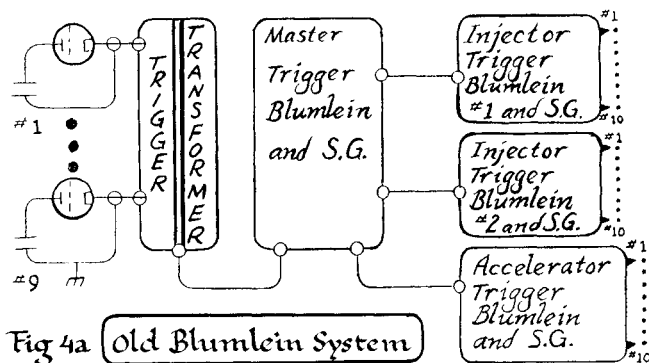 #1
#9
TRIGGER
TRANSFORMER
Master
Trigger
Blumlein
and S.G.
Injector
Trigger
Blumlein
#1 and S.G.
#1
#10
Injector
Trigger
Blumlein
#2 and S.G.
#1
#10
Accelerator
Trigger
Blumlein
and S.G.
#1
#10
Fig 4a Old Blumlein System